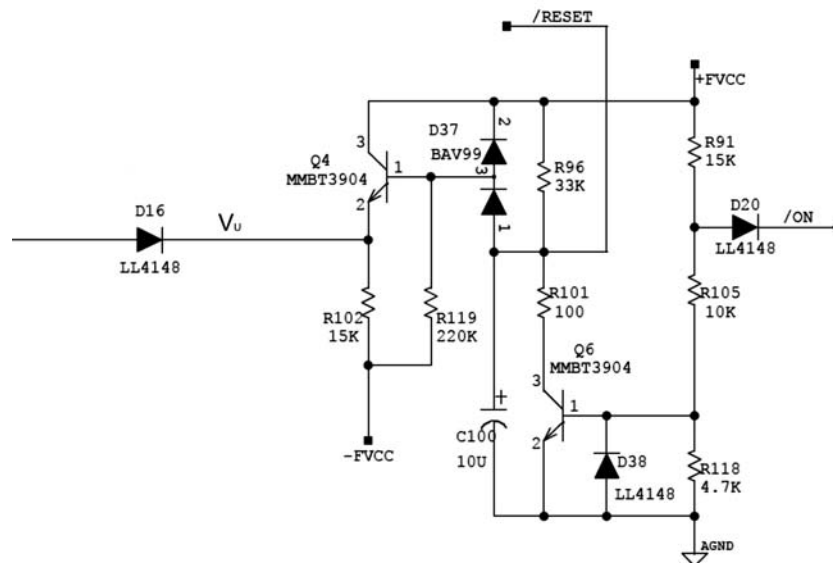 /RESET
+FVCC
2
D37
BAV99
3
1
3
Q4
MMBT3904
1
2
R96
33K
R91
15K
D16
LL4148
Vᵤ
D20
LL4148
/ON
R102
15K
R119
220K
R101
100
R105
10K
Q6
MMBT3904
3
1
2
+
C100
10U
D38
LL4148
R118
4.7K
-FVCC
AGND